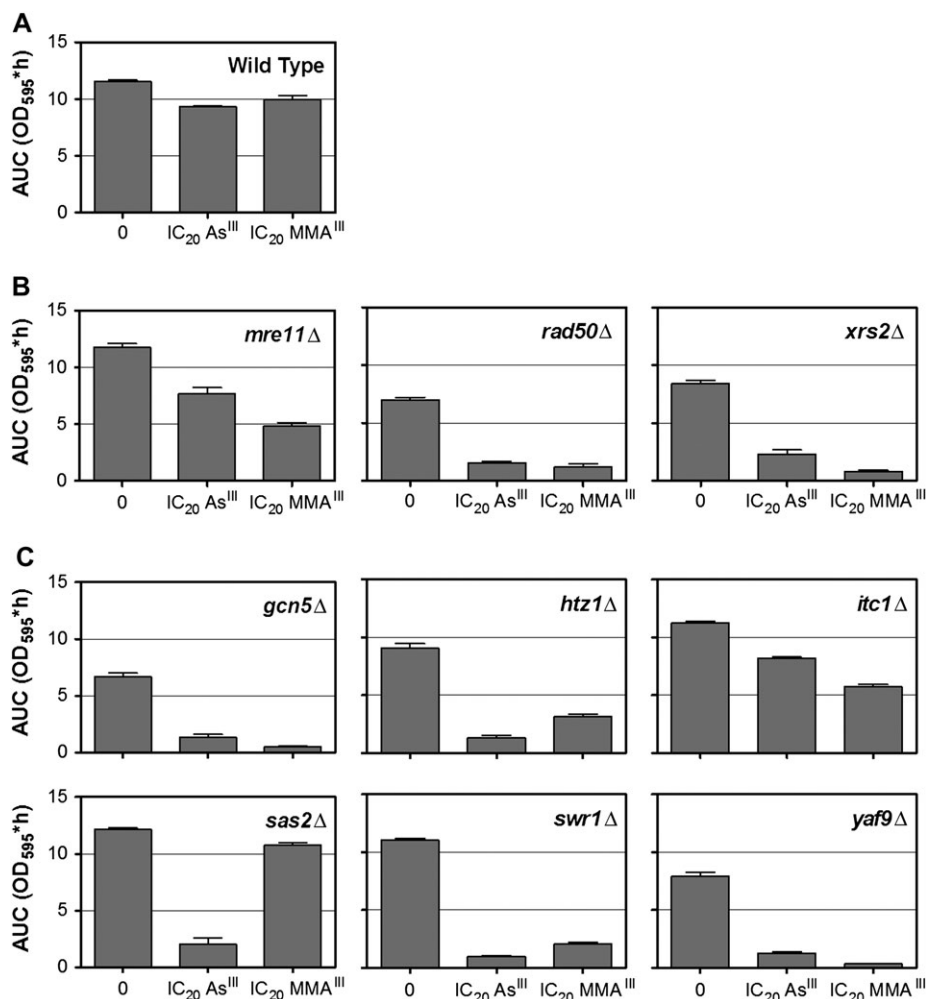 A
AUC (OD₅₉₅*h)
15
10
5
0
Wild Type
0 IC₂₀ Asᴵᴵᴵ IC₂₀ MMAᴵᴵᴵ
B
AUC (OD₅₉₅*h)
15
10
5
0
mre11Δ
0 IC₂₀ Asᴵᴵᴵ IC₂₀ MMAᴵᴵᴵ
rad50Δ
0 IC₂₀ Asᴵᴵᴵ IC₂₀ MMAᴵᴵᴵ
xrs2Δ
0 IC₂₀ Asᴵᴵᴵ IC₂₀ MMAᴵᴵᴵ
C
AUC (OD₅₉₅*h)
15
10
5
0
gcn5Δ
htz1Δ
itc1Δ
AUC (OD₅₉₅*h)
15
10
5
0
sas2Δ
0 IC₂₀ Asᴵᴵᴵ IC₂₀ MMAᴵᴵᴵ
swr1Δ
0 IC₂₀ Asᴵᴵᴵ IC₂₀ MMAᴵᴵᴵ
yaf9Δ
0 IC₂₀ Asᴵᴵᴵ IC₂₀ MMAᴵᴵᴵ